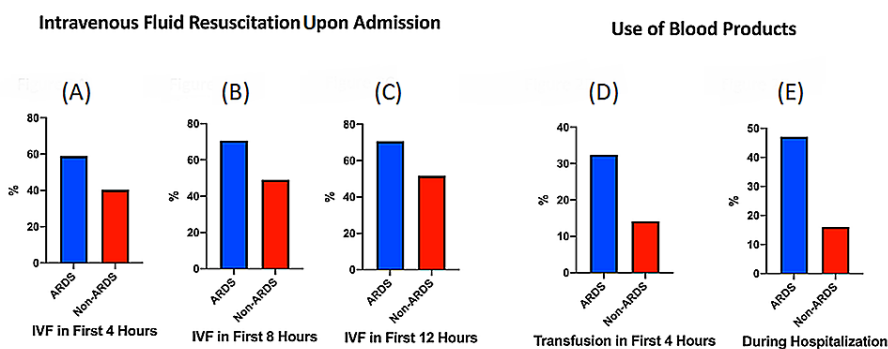 Intravenous Fluid Resuscitation Upon Admission
Use of Blood Products
(A)
(B)
(C)
(D)
(E)
80
60
40
20
0
%
ARDS
Non-ARDS
IVF in First 4 Hours
80
60
40
20
0
%
ARDS
Non-ARDS
IVF in First 8 Hours
80
60
40
20
0
%
ARDS
Non-ARDS
IVF in First 12 Hours
40
30
20
10
0
%
ARDS
Non-ARDS
Transfusion in First 4 Hours
50
40
30
20
10
0
%
ARDS
Non-ARDS
During Hospitalization